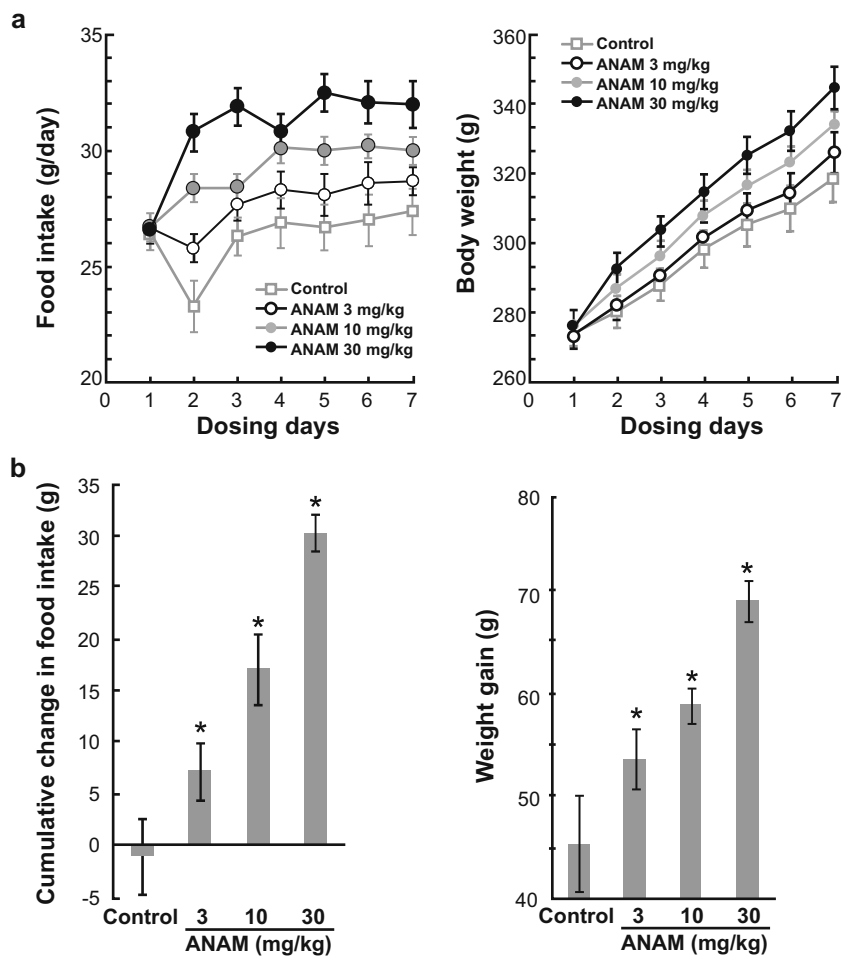 a
Food intake (g/day)
35
30
25
20
0 1 2 3 4 5 6 7
Dosing days
Control
ANAM 3 mg/kg
ANAM 10 mg/kg
ANAM 30 mg/kg
Body weight (g)
360
340
320
300
280
260
0 1 2 3 4 5 6 7
Dosing days
Control
ANAM 3 mg/kg
ANAM 10 mg/kg
ANAM 30 mg/kg
b
Cumulative change in food intake (g)
35
30
25
20
15
10
5
0
-5
* * *
Control 3 10 30
ANAM (mg/kg)
Weight gain (g)
80
70
60
50
40
* * *
Control 3 10 30
ANAM (mg/kg)